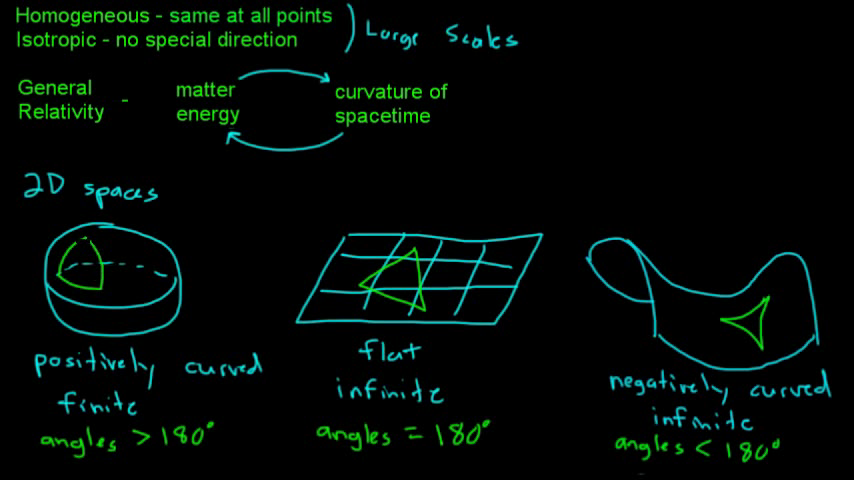 Homogeneous - same at all points
Isotropic - no special direction
Large Scales
General Relativity -
matter energy
curvature of spacetime
2D spaces
positively curved
finite
angles > 180°
flat
infinite
angles = 180°
negatively curved
infinite
angles < 180°